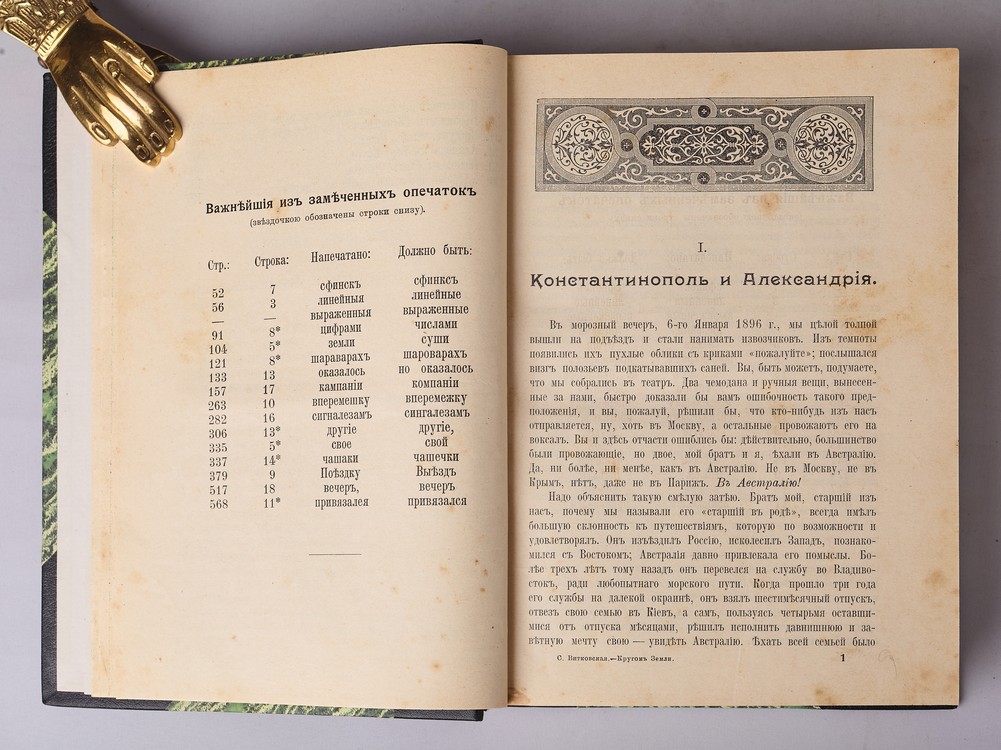 Важнѣйшія изъ замѣченныхъ опечатокъ
(звѣздочкою обозначены строки снизу).
Стр.: Строка: Напечатано: Должно быть:
52 7 сфинскъ сфинксъ
56 3 линейныя линейные
— — выраженныя выраженные
91 8* цифрами числами
104 5* земли суши
121 8* шараварахъ шароварахъ
133 13 оказалось но оказалось
157 17 кампаніи компаніи
263 10 вперемешку вперемежку
282 16 сигналезамъ сингалезамъ
306 13* другіе другіе,
335 5* свое свой
337 14* чашаки чашечки
379 9 Поѣздку Выѣздъ
517 18 вечеръ, вечеръ
568 11* привязалея привязался
I.
Константинополь и Александрія.
Въ морозный вечеръ, 6-го Января 1896 г., мы цѣлой толпой
вышли на подъѣздъ и стали нанимать извозчиковъ. Изъ темноты
появились ихъ пухлые облики съ криками «пожалуйте»; послышался
визгъ полозьевъ подкатывавшихъ саней. Вы, быть можетъ, подумаете,
что мы собрались въ театръ. Два чемодана и ручныя вещи, вынесен-
ные за нами, быстро доказали бы вамъ ошибочность такого пред-
положенія, и вы, пожалуй, рѣшили бы, что кто-нибудь изъ насъ
отправляется, ну, хоть въ Москву, а остальные провожаютъ его на
вокзалъ. Вы и здѣсь отчасти ошиблись бы: дѣйствительно, большинство
были провожающіе, но двое, мой братъ и я, ѣхали въ Австралію.
Да, ни болѣе, ни менѣе, какъ въ Австралію. Не въ Москву, не въ
Крымъ, нѣтъ, даже не въ Парижъ. Въ Австралію!
Надо объяснить такую смѣлую затѣю. Братъ мой, старшій изъ
насъ, почему мы называли его «старшій въ родѣ», всегда имѣлъ
большую склонность къ путешествіямъ, которую по возможности и
удовлетворялъ. Онъ изъѣздилъ Россію, исколесилъ Западъ, познако-
мился съ Востокомъ; Австралія давно привлекала его помыслы. Бо-
лѣе трехъ лѣтъ тому назадъ онъ перевелся на службу во Владиво-
стокъ, ради любопытнаго морского пути. Когда прошло три года
его службы на далекой окраинѣ, онъ взялъ шестимѣсячный отпускъ,
отвезъ свою семью въ Кіевъ, а самъ, пользуясь четырьмя оставши-
мися отъ отпуска мѣсяцами, рѣшилъ исполнить давнишнюю и за-
вѣтную мечту свою — увидѣть Австралію. Ѣхать всей семьей было
С. Витковская.—Кругомъ Земли. 1